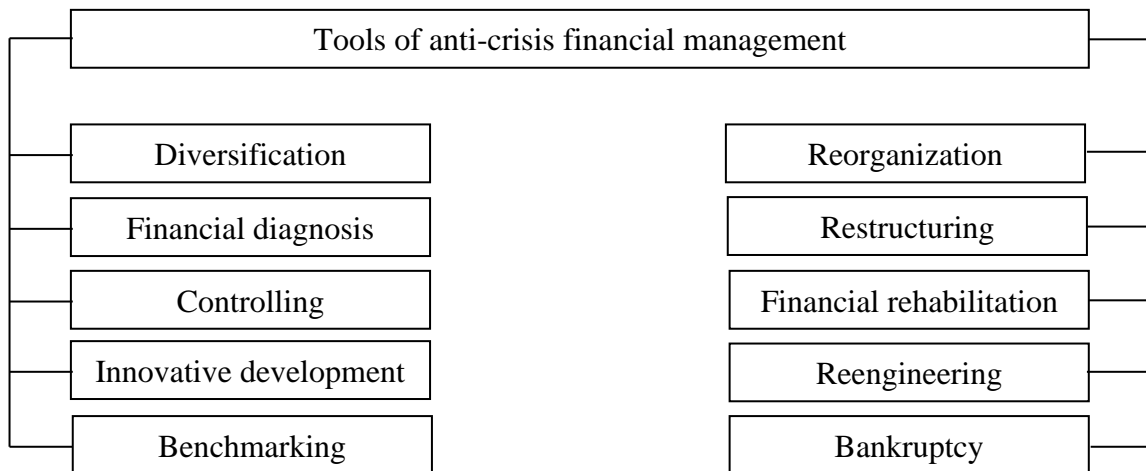 Tools of anti-crisis financial management
Diversification
Reorganization
Financial diagnosis
Restructuring
Controlling
Financial rehabilitation
Innovative development
Reengineering
Benchmarking
Bankruptcy